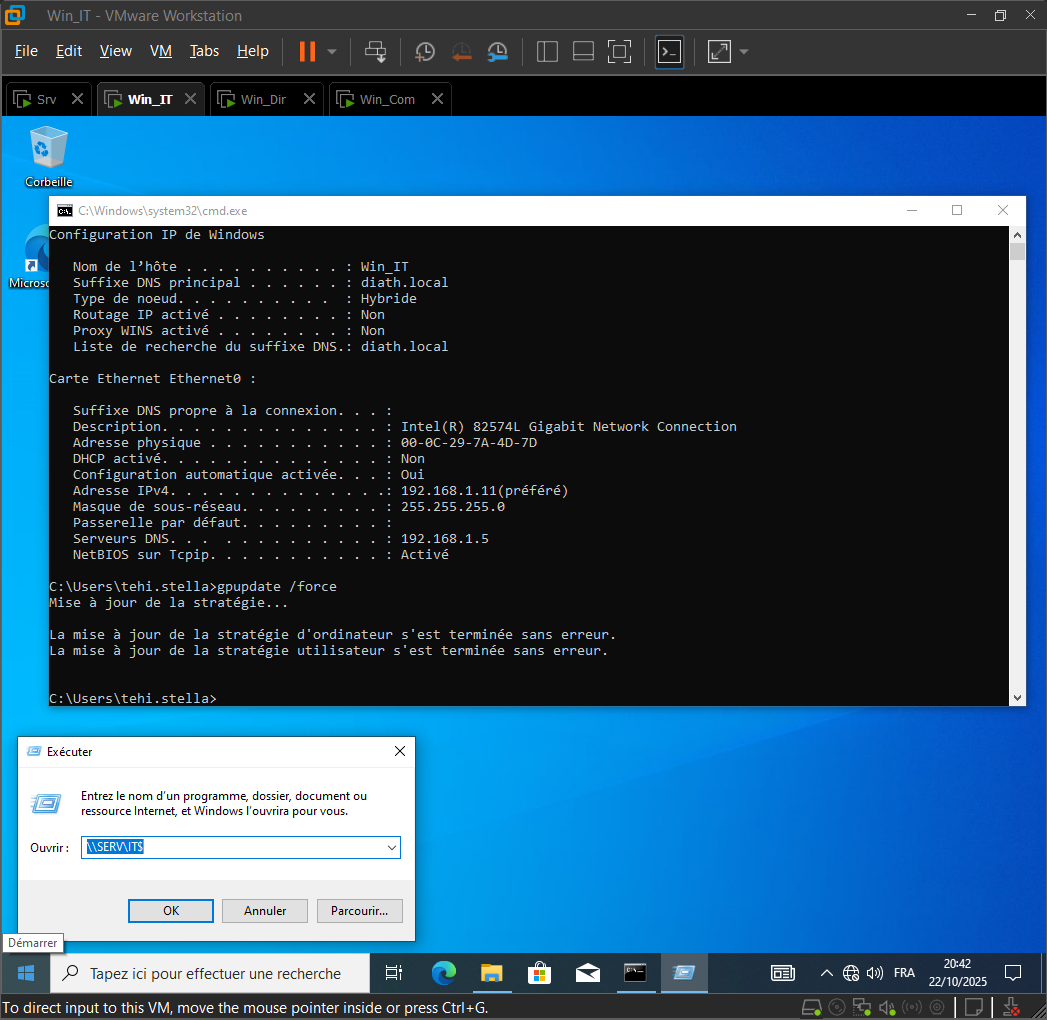 Win_IT - VMware Workstation
File Edit View VM Tabs Help
Srv Win_IT Win_Dir Win_Com
Corbeille
C:\Windows\system32\cmd.exe
Configuration IP de Windows
Nom de l’hôte . . . . . . . . . . : Win_IT
Suffixe DNS principal . . . . . . : diath.local
Type de noeud. . . . . . . . . .  : Hybride
Routage IP activé . . . . . . . . : Non
Proxy WINS activé . . . . . . . . : Non
Liste de recherche du suffixe DNS.: diath.local
Carte Ethernet Ethernet0 :
Suffixe DNS propre à la connexion. . . :
Description. . . . . . . . . . . . . . : Intel(R) 82574L Gigabit Network Connection
Adresse physique . . . . . . . . . . . : 00-0C-29-7A-4D-7D
DHCP activé. . . . . . . . . . . . . . : Non
Configuration automatique activée. . . : Oui
Adresse IPv4. . . . . . . . . . . . . .: 192.168.1.11(préféré)
Masque de sous-réseau. . . . . . . . . : 255.255.255.0
Passerelle par défaut. . . . . . . . . :
Serveurs DNS. . .  . . . . . . . . . . : 192.168.1.5
NetBIOS sur Tcpip. . . . . . . . . . . : Activé
C:\Users\tehi.stella>gpupdate /force
Mise à jour de la stratégie...
La mise à jour de la stratégie d'ordinateur s'est terminée sans erreur.
La mise à jour de la stratégie utilisateur s'est terminée sans erreur.
C:\Users\tehi.stella>
Exécuter
Entrez le nom d’un programme, dossier, document ou
ressource Internet, et Windows l’ouvrira pour vous.
Ouvrir : \\SERV\IT$
OK Annuler Parcourir...
Démarrer
Tapez ici pour effectuer une recherche
FRA
20:42
22/10/2025
To direct input to this VM, move the mouse pointer inside or press Ctrl+G.